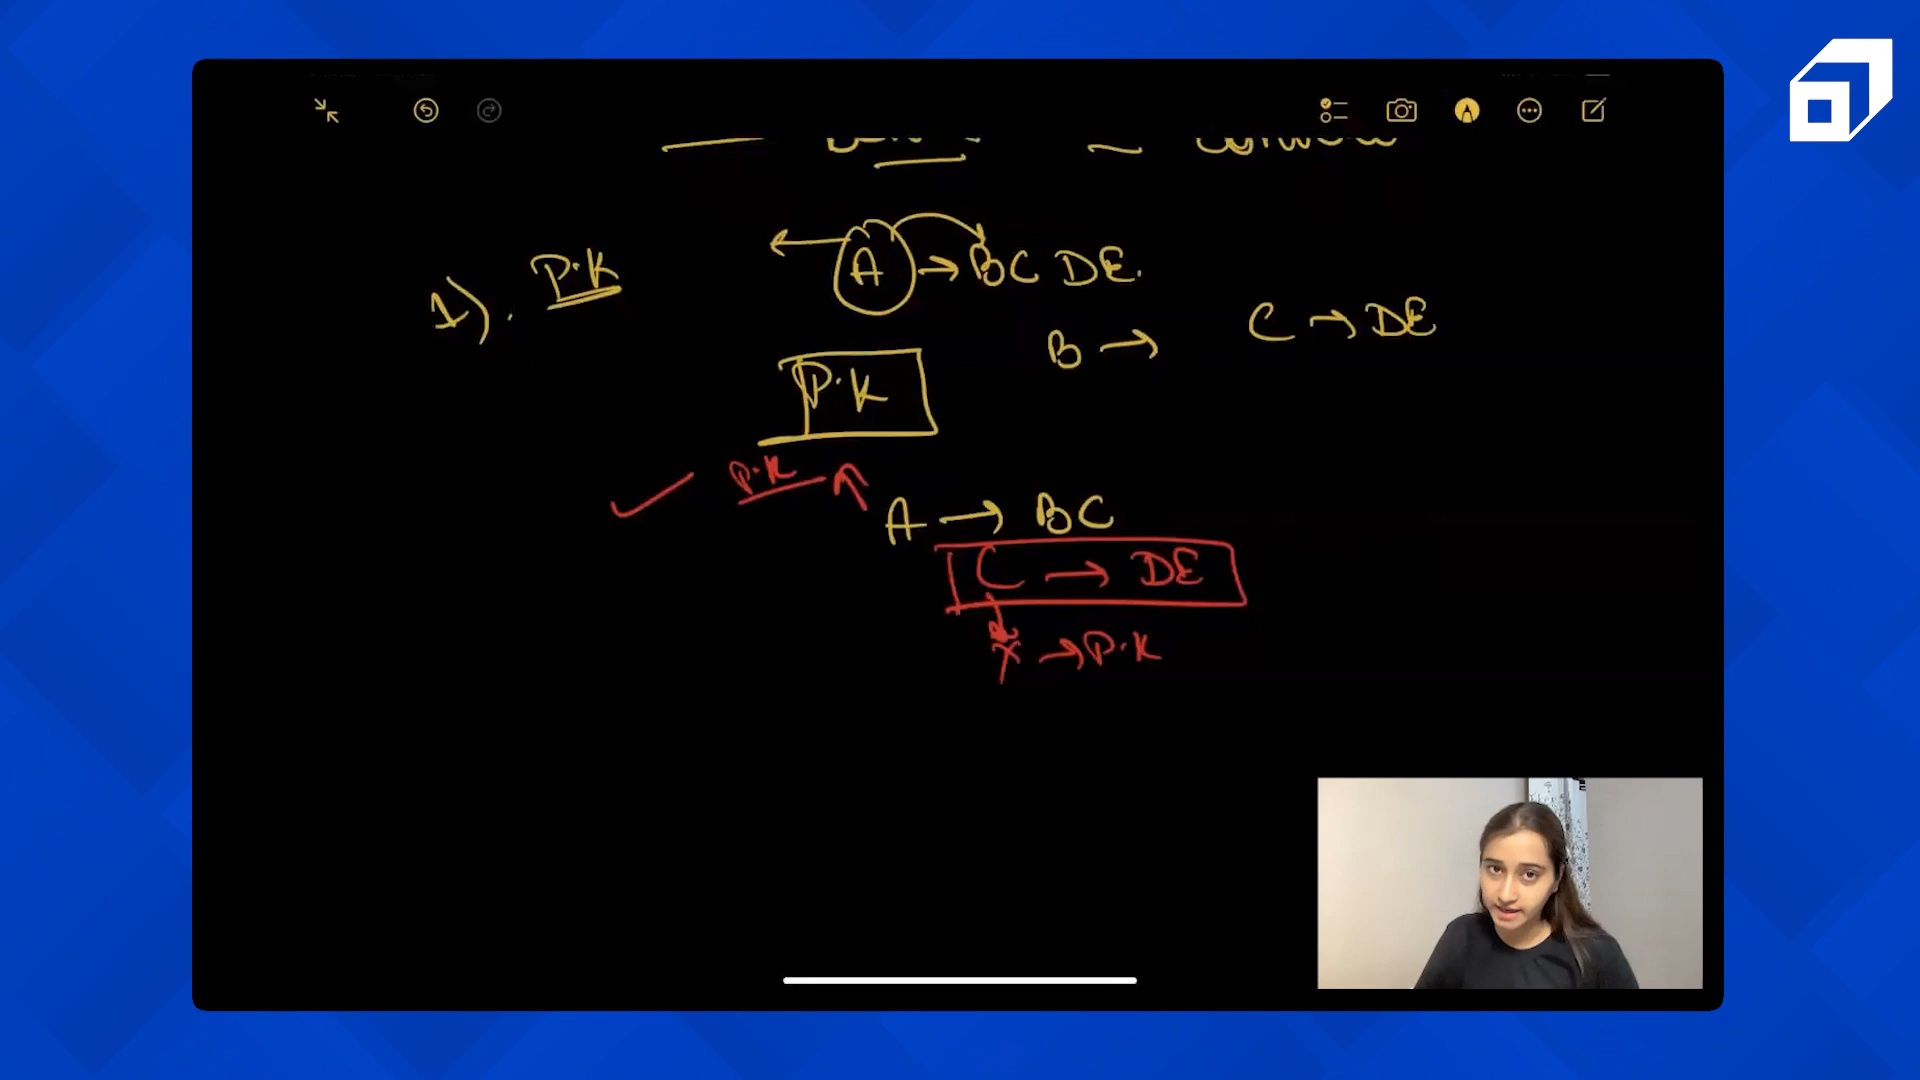 1). P.K
A → BC DE.
B →
C → DE
P.K
P.K
A → BC
C → DE
x → P.K